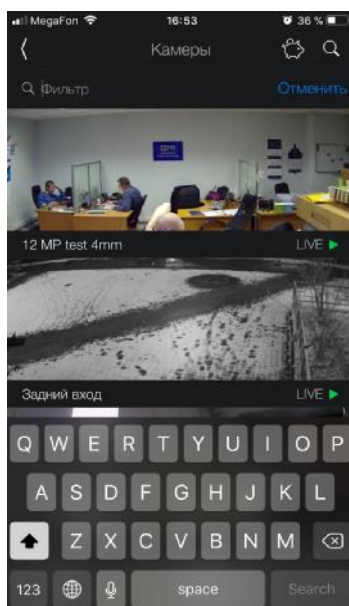 MegaFon 16:53 36 %
Камеры
Фильтр Отменить
12 MP test 4mm LIVE
Задний вход LIVE
Q W E R T Y U I O P
A S D F G H J K L
Z X C V B N M
123 space Search